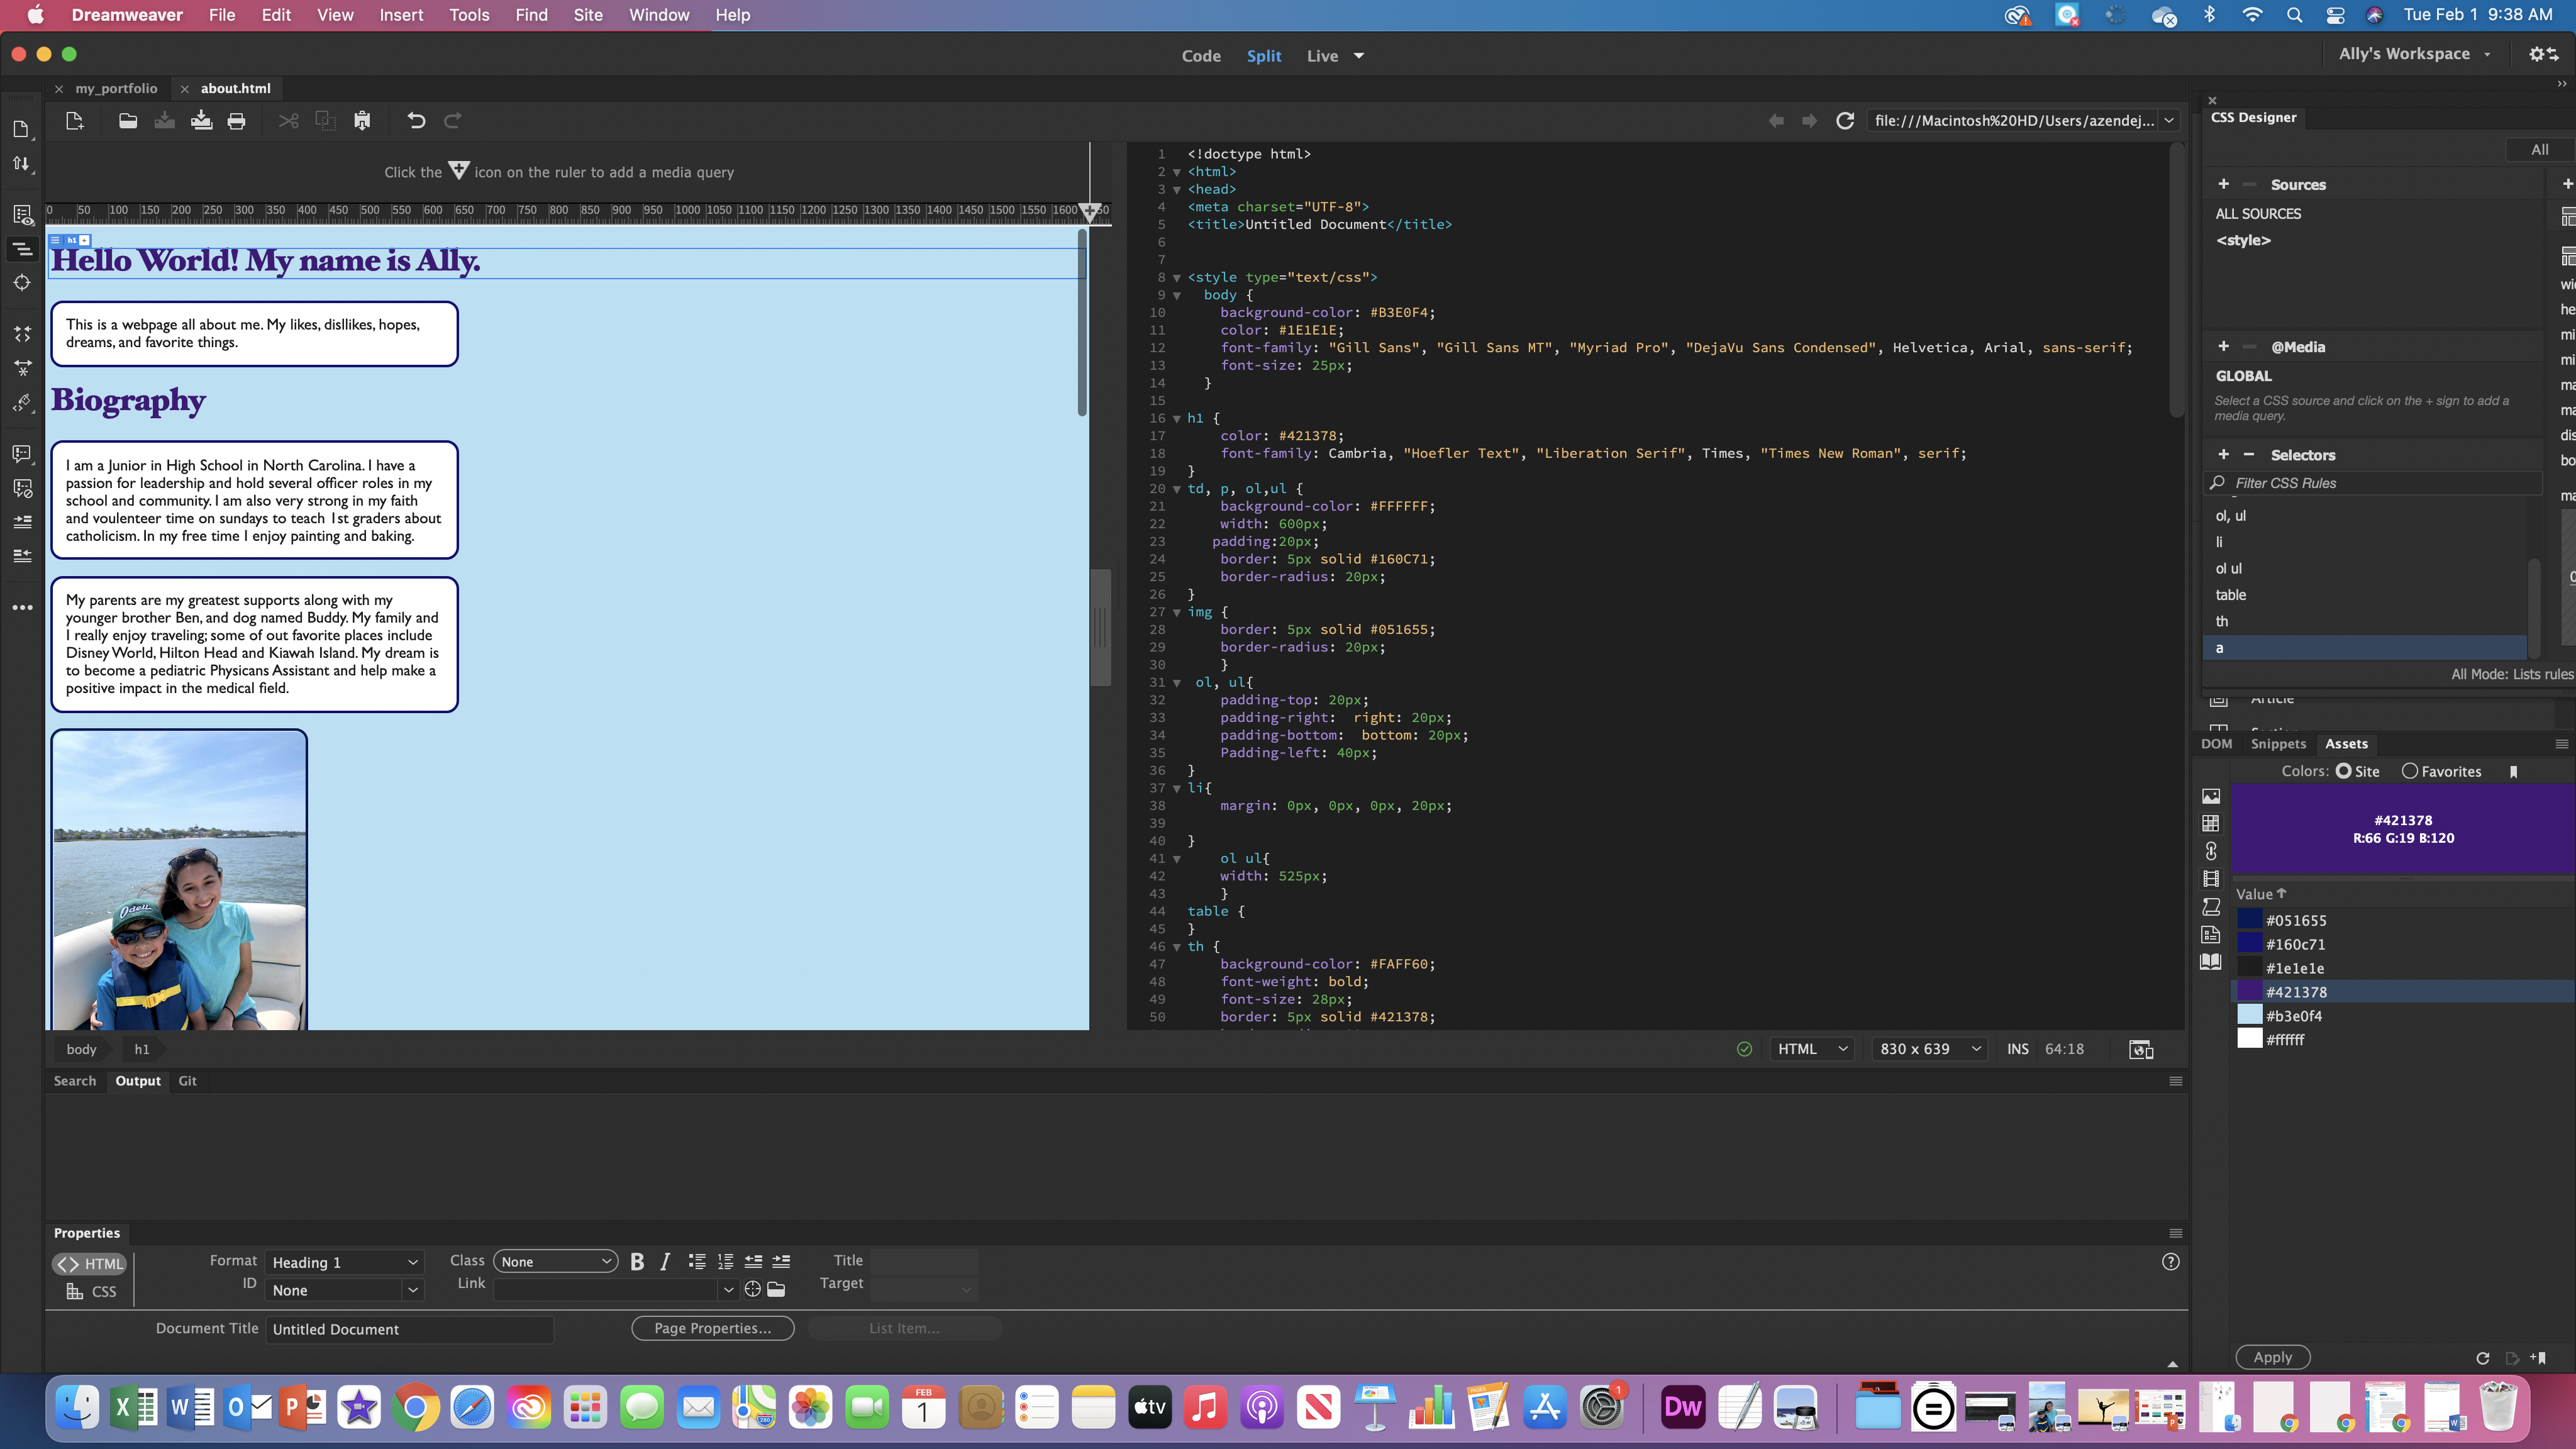 Dreamweaver File Edit View Insert Tools Find Site Window Help
Tue Feb 1 9:38 AM
Code Split Live
Ally's Workspace
my_portfolio
about.html
file:///Macintosh%20HD/Users/azendej...
Click the icon on the ruler to add a media query
0 50 100 150 200 250 300 350 400 450 500 550 600 650 700 750 800 850 900 950 1000 1050 1100 1150 1200 1250 1300 1350 1400 1450 1500 1550 1600
h1 +
Hello World! My name is Ally.
This is a webpage all about me. My likes, disllikes, hopes,
dreams, and favorite things.
Biography
I am a Junior in High School in North Carolina. I have a
passion for leadership and hold several officer roles in my
school and community. I am also very strong in my faith
and voulenteer time on sundays to teach 1st graders about
catholicism. In my free time I enjoy painting and baking.
My parents are my greatest supports along with my
younger brother Ben, and dog named Buddy. My family and
I really enjoy traveling; some of out favorite places include
Disney World, Hilton Head and Kiawah Island. My dream is
to become a pediatric Physicans Assistant and help make a
positive impact in the medical field.
1 <!doctype html>
2 <html>
3 <head>
4 <meta charset="UTF-8">
5 <title>Untitled Document</title>
6
7
8 <style type="text/css">
9 body {
10 background-color: #B3E0F4;
11 color: #1E1E1E;
12 font-family: "Gill Sans", "Gill Sans MT", "Myriad Pro", "DejaVu Sans Condensed", Helvetica, Arial, sans-serif;
13 font-size: 25px;
14 }
15
16 h1 {
17 color: #421378;
18 font-family: Cambria, "Hoefler Text", "Liberation Serif", Times, "Times New Roman", serif;
19 }
20 td, p, ol,ul {
21 background-color: #FFFFFF;
22 width: 600px;
23 padding:20px;
24 border: 5px solid #160C71;
25 border-radius: 20px;
26 }
27 img {
28 border: 5px solid #051655;
29 border-radius: 20px;
30 }
31 ol, ul{
32 padding-top: 20px;
33 padding-right: right: 20px;
34 padding-bottom: bottom: 20px;
35 Padding-left: 40px;
36 }
37 li{
38 margin: 0px, 0px, 0px, 20px;
39
40 }
41 ol ul{
42 width: 525px;
43 }
44 table {
45 }
46 th {
47 background-color: #FAFF60;
48 font-weight: bold;
49 font-size: 28px;
50 border: 5px solid #421378;
CSS Designer
All
+ Sources
ALL SOURCES
<style>
+ @Media
GLOBAL
Select a CSS source and click on the + sign to add a
media query.
+ - Selectors
Filter CSS Rules
ol, ul
li
ol ul
table
th
a
All Mode: Lists rules
Article
DOM Snippets Assets
Colors: Site Favorites
#421378
R:66 G:19 B:120
Value
#051655
#160c71
#1e1e1e
#421378
#b3e0f4
#ffffff
Apply
body h1
HTML 830 x 639 INS 64:18
Search Output Git
Properties
<> HTML
CSS
Format Heading 1
ID None
Class None
Link
B I
Title
Target
Document Title Untitled Document
Page Properties...
List Item...
X W O P
FEB
1
280
tv
N
1
Dw